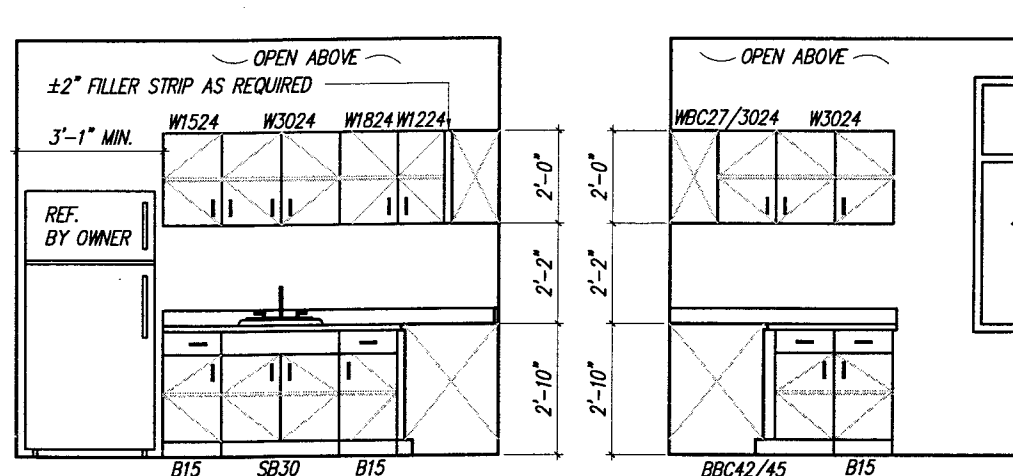 OPEN ABOVE
±2" FILLER STRIP AS REQUIRED
W1524 W3024 W1824 W1224
3'-1" MIN.
REF.
BY OWNER
2'-0"
2'-2"
2'-10"
B15 SB30 B15
OPEN ABOVE
WBC27/3024 W3024
2'-0"
2'-2"
2'-10"
BBC42/45 B15